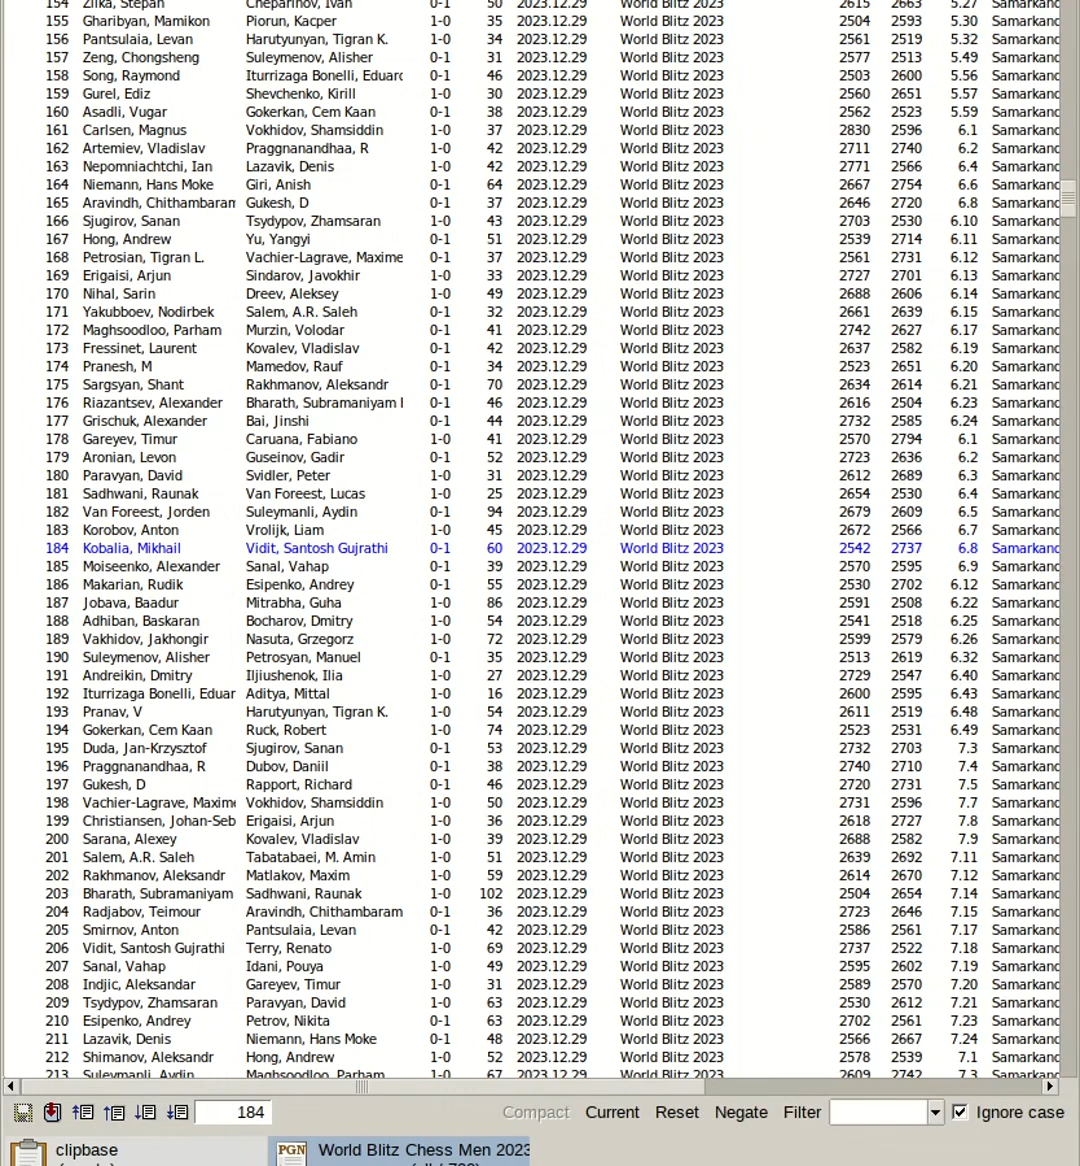 154 Zilka, Stepan Cheparinov, Ivan 0-1 50 2023.12.29 World Blitz 2023 2615 2663 5.27 Samarkand
155 Gharibyan, Mamikon Piorun, Kacper 1-0 35 2023.12.29 World Blitz 2023 2504 2593 5.30 Samarkand
156 Pantsulaia, Levan Harutyunyan, Tigran K. 1-0 34 2023.12.29 World Blitz 2023 2561 2519 5.32 Samarkand
157 Zeng, Chongsheng Suleymenov, Alisher 0-1 31 2023.12.29 World Blitz 2023 2577 2513 5.49 Samarkand
158 Song, Raymond Iturrizaga Bonelli, Eduarc 0-1 46 2023.12.29 World Blitz 2023 2503 2600 5.56 Samarkand
159 Gurel, Ediz Shevchenko, Kirill 1-0 30 2023.12.29 World Blitz 2023 2560 2651 5.57 Samarkand
160 Asadli, Vugar Gokerkan, Cem Kaan 0-1 38 2023.12.29 World Blitz 2023 2562 2523 5.59 Samarkand
161 Carlsen, Magnus Vokhidov, Shamsiddin 1-0 37 2023.12.29 World Blitz 2023 2830 2596 6.1 Samarkand
162 Artemiev, Vladislav Praggnanandhaa, R 1-0 42 2023.12.29 World Blitz 2023 2711 2740 6.2 Samarkand
163 Nepomniachtchi, Ian Lazavik, Denis 1-0 42 2023.12.29 World Blitz 2023 2771 2566 6.4 Samarkand
164 Niemann, Hans Moke Giri, Anish 0-1 64 2023.12.29 World Blitz 2023 2667 2754 6.6 Samarkand
165 Aravindh, Chithambaram Gukesh, D 0-1 37 2023.12.29 World Blitz 2023 2646 2720 6.8 Samarkand
166 Sjugirov, Sanan Tsydypov, Zhamsaran 1-0 43 2023.12.29 World Blitz 2023 2703 2530 6.10 Samarkand
167 Hong, Andrew Yu, Yangyi 0-1 51 2023.12.29 World Blitz 2023 2539 2714 6.11 Samarkand
168 Petrosian, Tigran L. Vachier-Lagrave, Maxime 0-1 37 2023.12.29 World Blitz 2023 2561 2731 6.12 Samarkand
169 Erigaisi, Arjun Sindarov, Javokhir 1-0 33 2023.12.29 World Blitz 2023 2727 2701 6.13 Samarkand
170 Nihal, Sarin Dreev, Aleksey 1-0 49 2023.12.29 World Blitz 2023 2688 2606 6.14 Samarkand
171 Yakubboev, Nodirbek Salem, A.R. Saleh 0-1 32 2023.12.29 World Blitz 2023 2661 2639 6.15 Samarkand
172 Maghsoodloo, Parham Murzin, Volodar 0-1 41 2023.12.29 World Blitz 2023 2742 2627 6.17 Samarkand
173 Fressinet, Laurent Kovalev, Vladislav 0-1 42 2023.12.29 World Blitz 2023 2637 2582 6.19 Samarkand
174 Pranesh, M Mamedov, Rauf 0-1 34 2023.12.29 World Blitz 2023 2523 2651 6.20 Samarkand
175 Sargsyan, Shant Rakhmanov, Aleksandr 0-1 70 2023.12.29 World Blitz 2023 2634 2614 6.21 Samarkand
176 Riazantsev, Alexander Bharath, Subramaniyam H 0-1 46 2023.12.29 World Blitz 2023 2616 2504 6.23 Samarkand
177 Grischuk, Alexander Bai, Jinshi 0-1 44 2023.12.29 World Blitz 2023 2732 2585 6.24 Samarkand
178 Gareyev, Timur Caruana, Fabiano 1-0 41 2023.12.29 World Blitz 2023 2570 2794 6.1 Samarkand
179 Aronian, Levon Guseinov, Gadir 0-1 52 2023.12.29 World Blitz 2023 2723 2636 6.2 Samarkand
180 Paravyan, David Svidler, Peter 1-0 31 2023.12.29 World Blitz 2023 2612 2689 6.3 Samarkand
181 Sadhwani, Raunak Van Foreest, Lucas 1-0 25 2023.12.29 World Blitz 2023 2654 2530 6.4 Samarkand
182 Van Foreest, Jorden Suleymanli, Aydin 0-1 94 2023.12.29 World Blitz 2023 2679 2609 6.5 Samarkand
183 Korobov, Anton Vrolijk, Liam 1-0 45 2023.12.29 World Blitz 2023 2672 2566 6.7 Samarkand
184 Kobalia, Mikhail Vidit, Santosh Gujrathi 0-1 60 2023.12.29 World Blitz 2023 2542 2737 6.8 Samarkand
185 Moiseenko, Alexander Sanal, Vahap 0-1 39 2023.12.29 World Blitz 2023 2570 2595 6.9 Samarkand
186 Makarian, Rudik Esipenko, Andrey 0-1 55 2023.12.29 World Blitz 2023 2530 2702 6.12 Samarkand
187 Jobava, Baadur Mitrabha, Guha 1-0 86 2023.12.29 World Blitz 2023 2591 2508 6.22 Samarkand
188 Adhiban, Baskaran Bocharov, Dmitry 1-0 54 2023.12.29 World Blitz 2023 2541 2518 6.25 Samarkand
189 Vakhidov, Jakhongir Nasuta, Grzegorz 1-0 72 2023.12.29 World Blitz 2023 2599 2579 6.26 Samarkand
190 Suleymenov, Alisher Petrosyan, Manuel 0-1 35 2023.12.29 World Blitz 2023 2513 2619 6.32 Samarkand
191 Andreikin, Dmitry Iljiushenok, Ilia 1-0 27 2023.12.29 World Blitz 2023 2729 2547 6.40 Samarkand
192 Iturrizaga Bonelli, Eduar Aditya, Mittal 1-0 16 2023.12.29 World Blitz 2023 2600 2595 6.43 Samarkand
193 Pranav, V Harutyunyan, Tigran K. 1-0 54 2023.12.29 World Blitz 2023 2611 2519 6.48 Samarkand
194 Gokerkan, Cem Kaan Ruck, Robert 1-0 74 2023.12.29 World Blitz 2023 2523 2531 6.49 Samarkand
195 Duda, Jan-Krzysztof Sjugirov, Sanan 0-1 53 2023.12.29 World Blitz 2023 2732 2703 7.3 Samarkand
196 Praggnanandhaa, R Dubov, Daniil 0-1 38 2023.12.29 World Blitz 2023 2740 2710 7.4 Samarkand
197 Gukesh, D Rapport, Richard 0-1 46 2023.12.29 World Blitz 2023 2720 2731 7.5 Samarkand
198 Vachier-Lagrave, Maxime Vokhidov, Shamsiddin 1-0 50 2023.12.29 World Blitz 2023 2731 2596 7.7 Samarkand
199 Christiansen, Johan-Seb Erigaisi, Arjun 0-1 36 2023.12.29 World Blitz 2023 2618 2727 7.8 Samarkand
200 Sarana, Alexey Kovalev, Vladislav 1-0 39 2023.12.29 World Blitz 2023 2688 2582 7.9 Samarkand
201 Salem, A.R. Saleh Tabatabaei, M. Amin 1-0 51 2023.12.29 World Blitz 2023 2639 2692 7.11 Samarkand
202 Rakhmanov, Aleksandr Matlakov, Maxim 1-0 59 2023.12.29 World Blitz 2023 2614 2670 7.12 Samarkand
203 Bharath, Subramaniyam Sadhwani, Raunak 1-0 102 2023.12.29 World Blitz 2023 2504 2654 7.14 Samarkand
204 Radjabov, Teimour Aravindh, Chithambaram 0-1 36 2023.12.29 World Blitz 2023 2723 2646 7.15 Samarkand
205 Smirnov, Anton Pantsulaia, Levan 0-1 42 2023.12.29 World Blitz 2023 2586 2561 7.17 Samarkand
206 Vidit, Santosh Gujrathi Terry, Renato 1-0 69 2023.12.29 World Blitz 2023 2737 2522 7.18 Samarkand
207 Sanal, Vahap Idani, Pouya 1-0 49 2023.12.29 World Blitz 2023 2595 2602 7.19 Samarkand
208 Indjic, Aleksandar Gareyev, Timur 1-0 31 2023.12.29 World Blitz 2023 2589 2570 7.20 Samarkand
209 Tsydypov, Zhamsaran Paravyan, David 1-0 63 2023.12.29 World Blitz 2023 2530 2612 7.21 Samarkand
210 Esipenko, Andrey Petrov, Nikita 0-1 63 2023.12.29 World Blitz 2023 2702 2561 7.23 Samarkand
211 Lazavik, Denis Niemann, Hans Moke 0-1 48 2023.12.29 World Blitz 2023 2566 2667 7.24 Samarkand
212 Shimanov, Aleksandr Hong, Andrew 1-0 52 2023.12.29 World Blitz 2023 2578 2539 7.1 Samarkand
213 Suleymanli, Aydin Maghsoodloo, Parham 1-0 67 2023.12.29 World Blitz 2023 2609 2742 7.3 Samarkand
184 Compact Current Reset Negate Filter Ignore case
clipbase PGN World Blitz Chess Men 2023